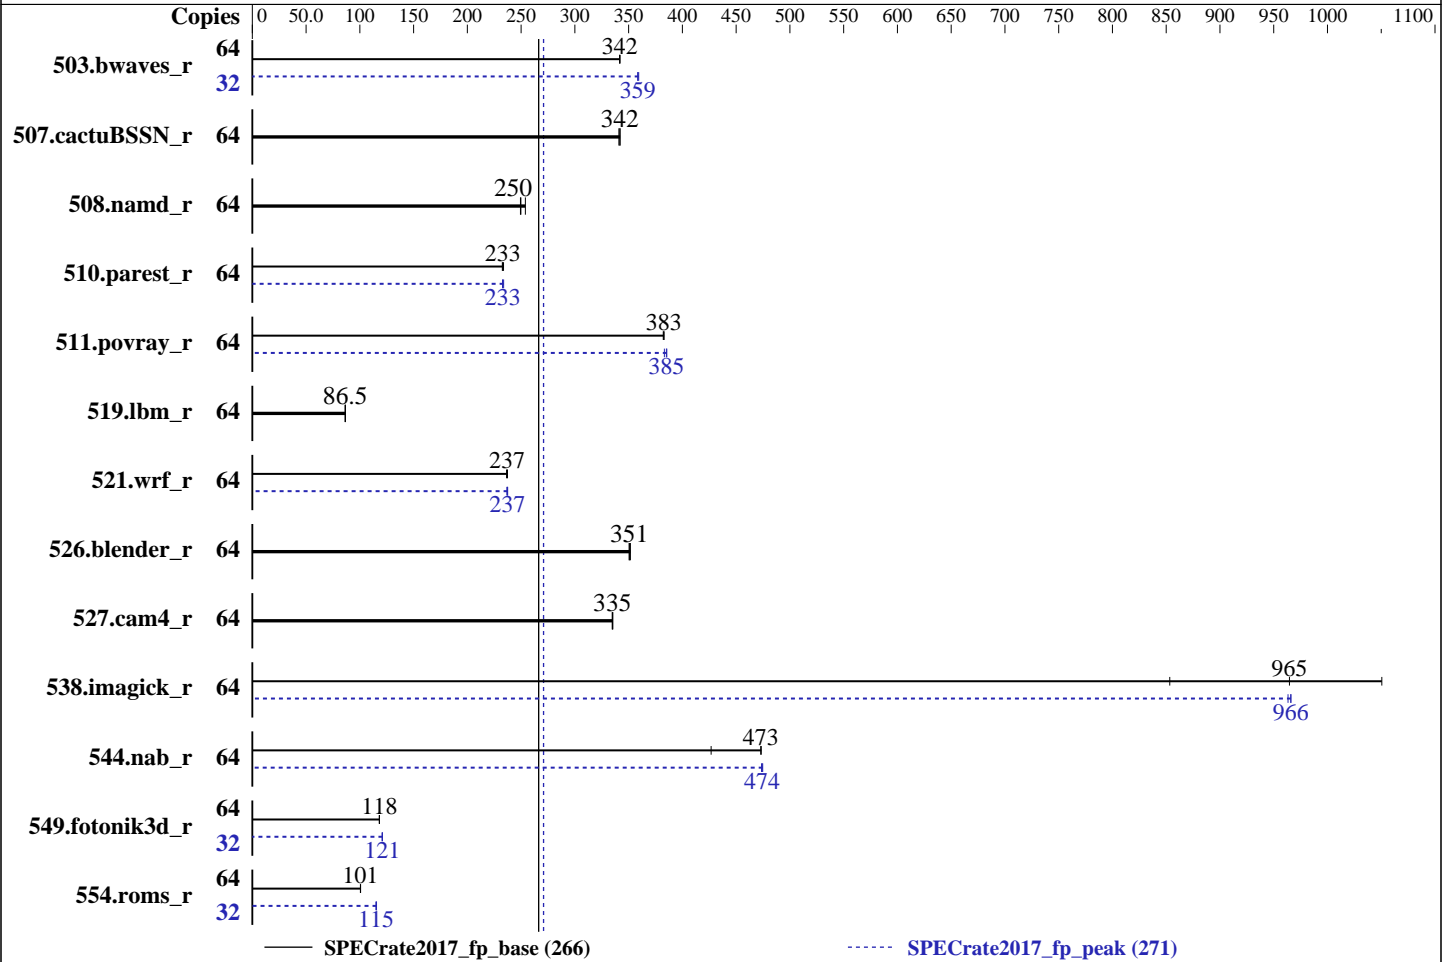 Copies 0 50.0 100 150 200 250 300 350 400 450 500 550 600 650 700 750 800 850 900 950 1000 1100
503.bwaves_r 64 342
32 359
507.cactuBSSN_r 64 342
508.namd_r 64 250
510.parest_r 64 233
233
511.povray_r 64 383
385
519.lbm_r 64 86.5
521.wrf_r 64 237
237
526.blender_r 64 351
527.cam4_r 64 335
538.imagick_r 64 965
966
544.nab_r 64 473
474
549.fotonik3d_r 64 118
32 121
554.roms_r 64 101
32 115
SPECrate2017_fp_base (266) SPECrate2017_fp_peak (271)